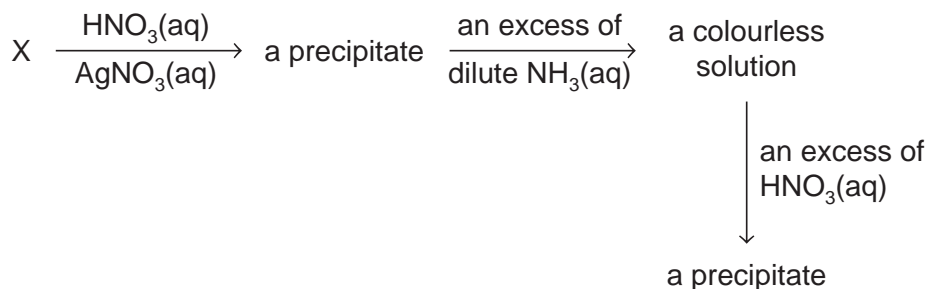 X
HNO₃(aq)
AgNO₃(aq)
a precipitate
an excess of
dilute NH₃(aq)
a colourless
solution
an excess of
HNO₃(aq)
a precipitate